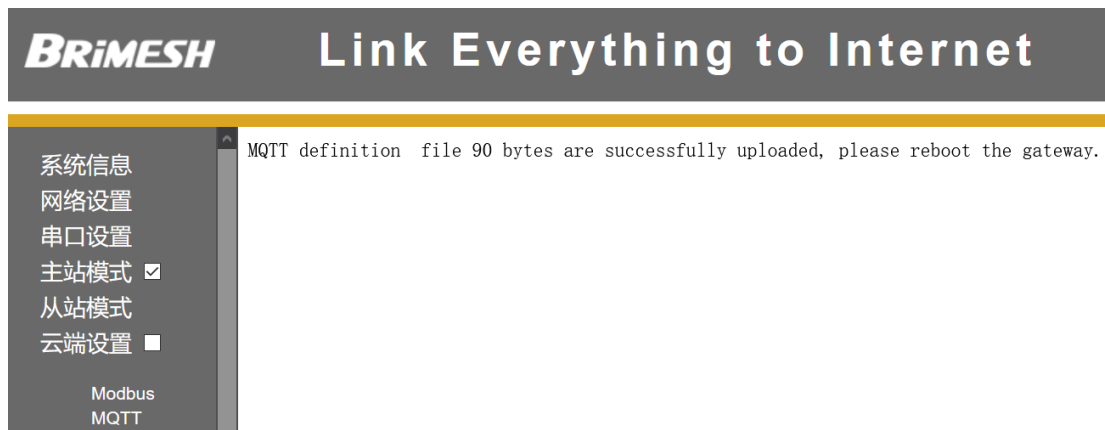 BRiMESH
Link Everything to Internet
MQTT definition  file 90 bytes are successfully uploaded, please reboot the gateway.
系统信息
网络设置
串口设置
主站模式
从站模式
云端设置
Modbus
MQTT